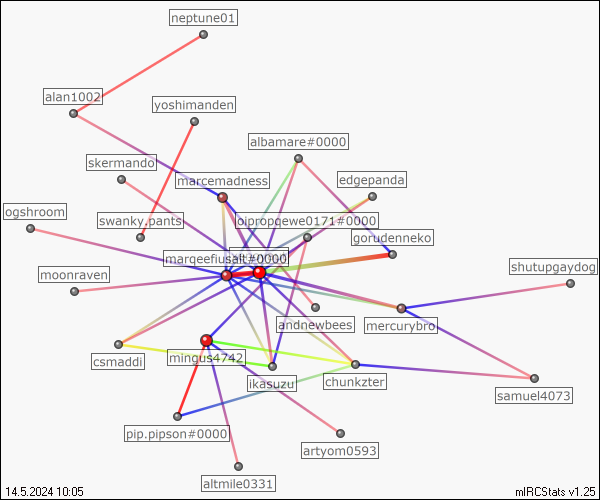 neptune01
alan1002
yoshimanden
albamare#0000
skermando
marcemadness
edgepanda
ogshroom
swanky.pants
oipropqewe0171#0000
gorudenneko
marqeefiusalt#0000
moonraven
shutupgaydog
andnewbees
mercurybro
csmaddi
mingus4742
ikasuzu
chunkzter
samuel4073
pip.pipson#0000
artyom0593
altmile0331
14.5.2024 10:05
mIRCStats v1.25